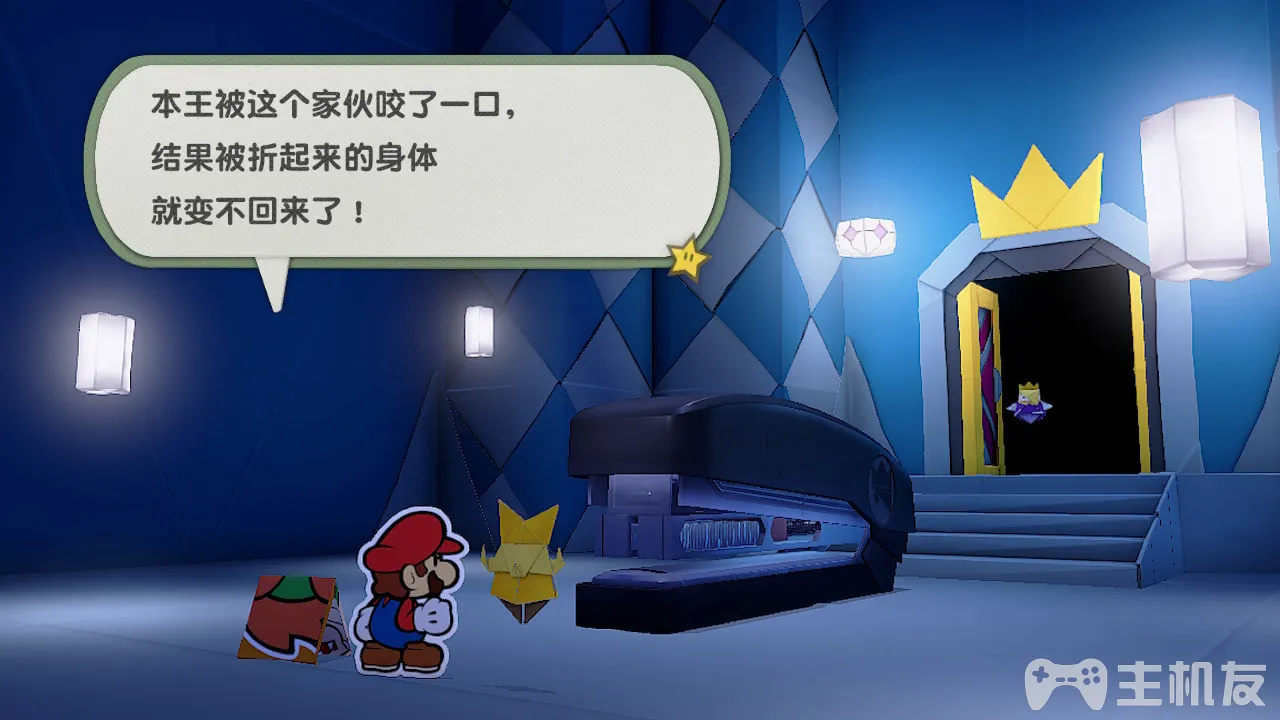 本王被这个家伙咬了一口，
结果被折起来的身体
就变不回来了！
主机友